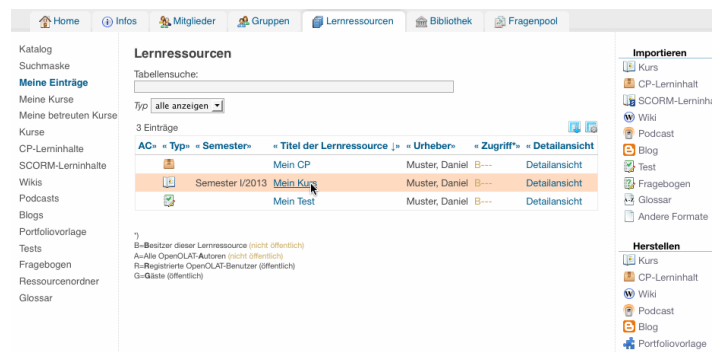 Home
Infos
Mitglieder
Gruppen
Lernressourcen
Bibliothek
Fragenpool
Katalog
Suchmaske
Meine Einträge
Meine Kurse
Meine betreuten Kurse
Kurse
CP-Lerninhalte
SCORM-Lerninhalte
Wikis
Podcasts
Blogs
Portfoliovorlage
Tests
Fragebogen
Ressourcenordner
Glossar
Lernressourcen
Tabellensuche:
Typ alle anzeigen
3 Einträge
AC» « Typ» « Semester» « Titel der Lernressource ↓» « Urheber» « Zugriff*» « Detailansicht
Mein CP Muster, Daniel B--- Detailansicht
Semester I/2013 Mein Kurs Muster, Daniel B--- Detailansicht
Mein Test Muster, Daniel B--- Detailansicht
*)
B=Besitzer dieser Lernressource (nicht öffentlich)
A=Alle OpenOLAT-Autoren (nicht öffentlich)
R=Registrierte OpenOLAT-Benutzer (öffentlich)
G=Gäste (öffentlich)
Importieren
Kurs
CP-Lerninhalt
SCORM-Lerninha
Wiki
Podcast
Blog
Test
Fragebogen
Glossar
Andere Formate
Herstellen
Kurs
CP-Lerninhalt
Wiki
Podcast
Blog
Portfoliovorlage